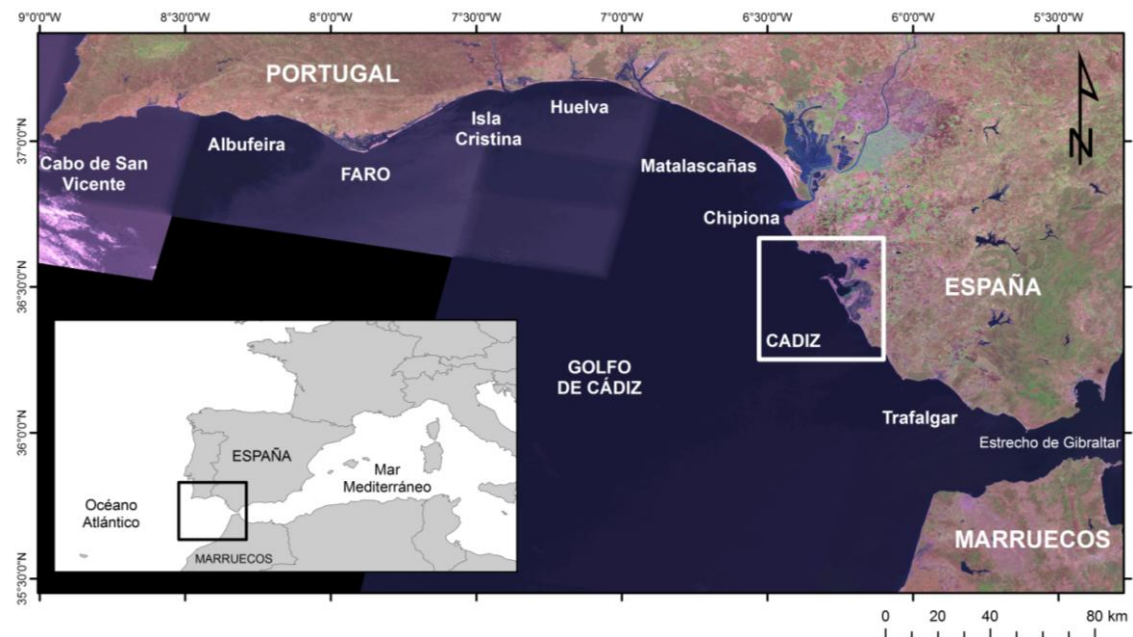 9°0'0"W
8°30'0"W
8°0'0"W
7°30'0"W
7°0'0"W
6°30'0"W
6°0'0"W
5°30'0"W
PORTUGAL
Huelva
Isla
Cristina
Albufeira
37°0'0"N
Cabo de San
Vicente
FARO
Matalascañas
N
Chipiona
36°30'0"N
ESPAÑA
CADIZ
GOLFO
DE CÁDIZ
Trafalgar
36°0'0"N
Estrecho de Gibraltar
ESPAÑA
Mar
Mediterráneo
Océano
Atlántico
MARRUECOS
MARRUECOS
35°30'0"N
0 20 40 80 km